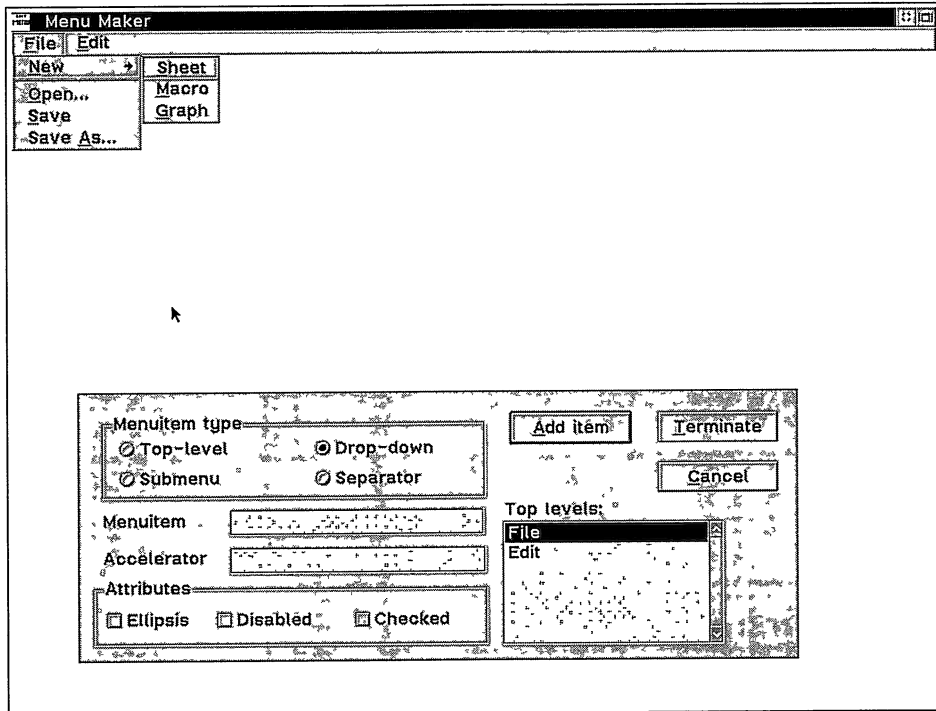 Menu Maker
File Edit
New Sheet
Macro
Open... Graph
Save
Save As...
Menuitem type
Top-level Drop-down
Submenu Separator
Add item Terminate
Cancel
Menuitem
Accelerator
Top levels:
File
Edit
Attributes
Ellipsis Disabled Checked